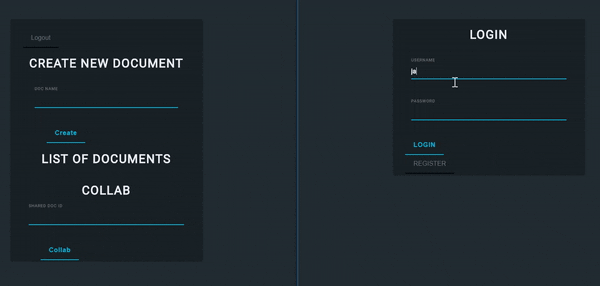 Logout
CREATE NEW DOCUMENT
DOC NAME
Create
LIST OF DOCUMENTS
COLLAB
SHARED DOC ID
Collab
LOGIN
USERNAME
PASSWORD
LOGIN
REGISTER